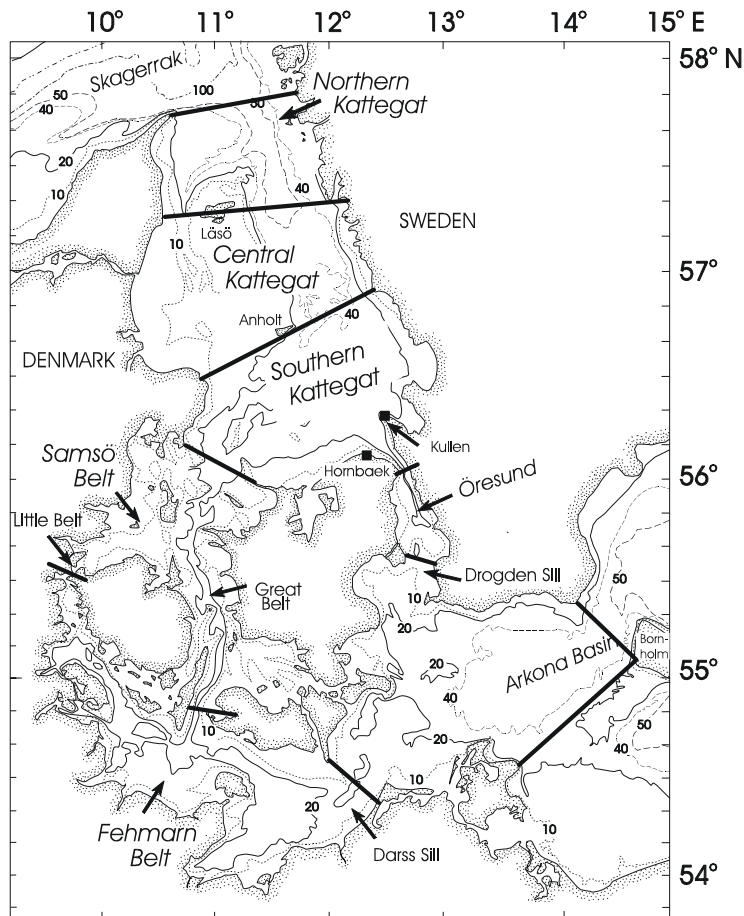 10° 11° 12° 13° 14° 15° E
58° N
Skagerrak
50
40
100
50
Northern
Kattegat
20
10
40
SWEDEN
Läsö
10
Central
Kattegat
57°
Anholt
40
DENMARK
Southern
Kattegat
Kullen
Samsö
Belt
Hornbaek
56°
Öresund
Little Belt
Drogden Sill
50
Great
Belt
10
20
Born-
holm
Arkona Basin
20
55°
40
10
20
50
40
10
20
Fehmarn
Belt
Darss Sill
10
54°